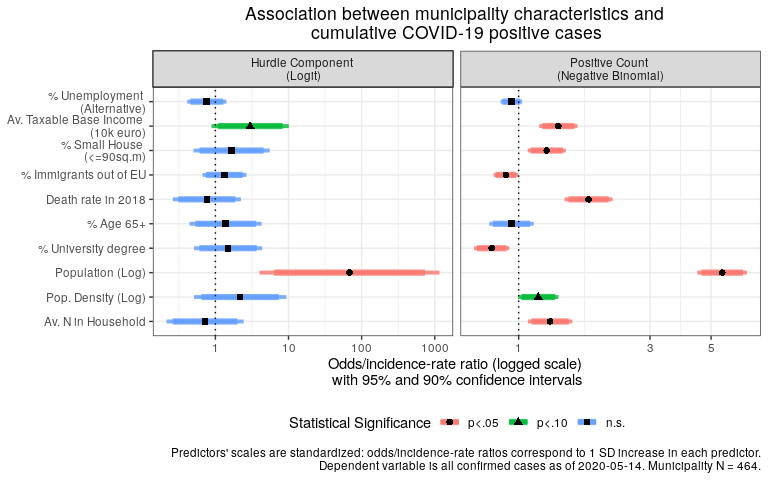 Association between municipality characteristics and
cumulative COVID-19 positive cases
Hurdle Component
(Logit)
Positive Count
(Negative Binomial)
% Unemployment
(Alternative)
Av. Taxable Base Income
(10k euro)
% Small House
(<=90sq.m)
% Immigrants out of EU
Death rate in 2018
% Age 65+
% University degree
Population (Log)
Pop. Density (Log)
Av. N in Household
1 10 100 1000 1 3 5
Odds/incidence-rate ratio (logged scale)
with 95% and 90% confidence intervals
Statistical Significance p<.05 p<.10 n.s.
Predictors' scales are standardized: odds/incidence-rate ratios correspond to 1 SD increase in each predictor.
Dependent variable is all confirmed cases as of 2020-05-14. Municipality N = 464.